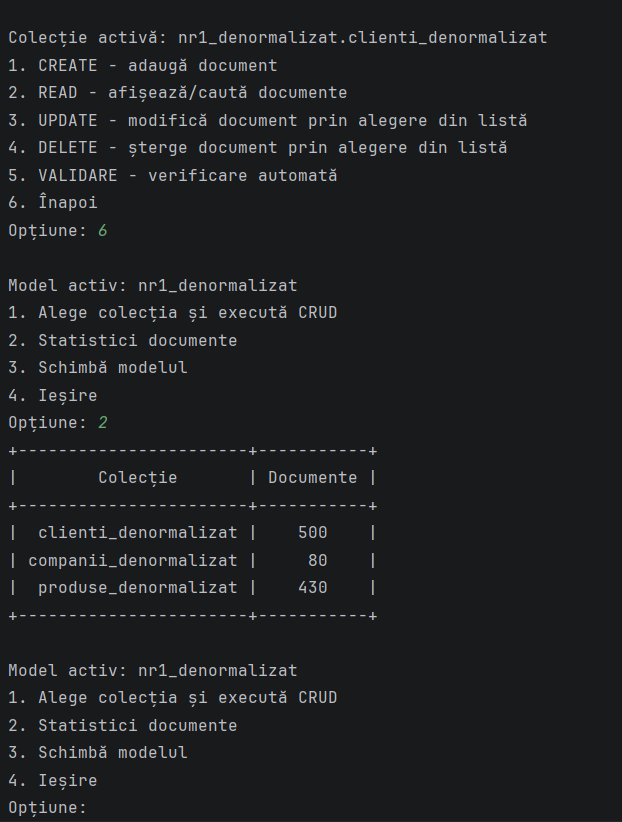 Colecție activă: nr1_denormalizat.clienti_denormalizat
1. CREATE - adaugă document
2. READ - afișează/caută documente
3. UPDATE - modifică document prin alegere din listă
4. DELETE - șterge document prin alegere din listă
5. VALIDARE - verificare automată
6. Înapoi
Opțiune: 6
Model activ: nr1_denormalizat
1. Alege colecția și execută CRUD
2. Statistici documente
3. Schimbă modelul
4. Ieșire
Opțiune: 2
+-----------------------+-----------+
|        Colecție       | Documente |
+-----------------------+-----------+
|  clienti_denormalizat |    500    |
| companii_denormalizat |     80    |
|  produse_denormalizat |    430    |
+-----------------------+-----------+
Model activ: nr1_denormalizat
1. Alege colecția și execută CRUD
2. Statistici documente
3. Schimbă modelul
4. Ieșire
Opțiune: